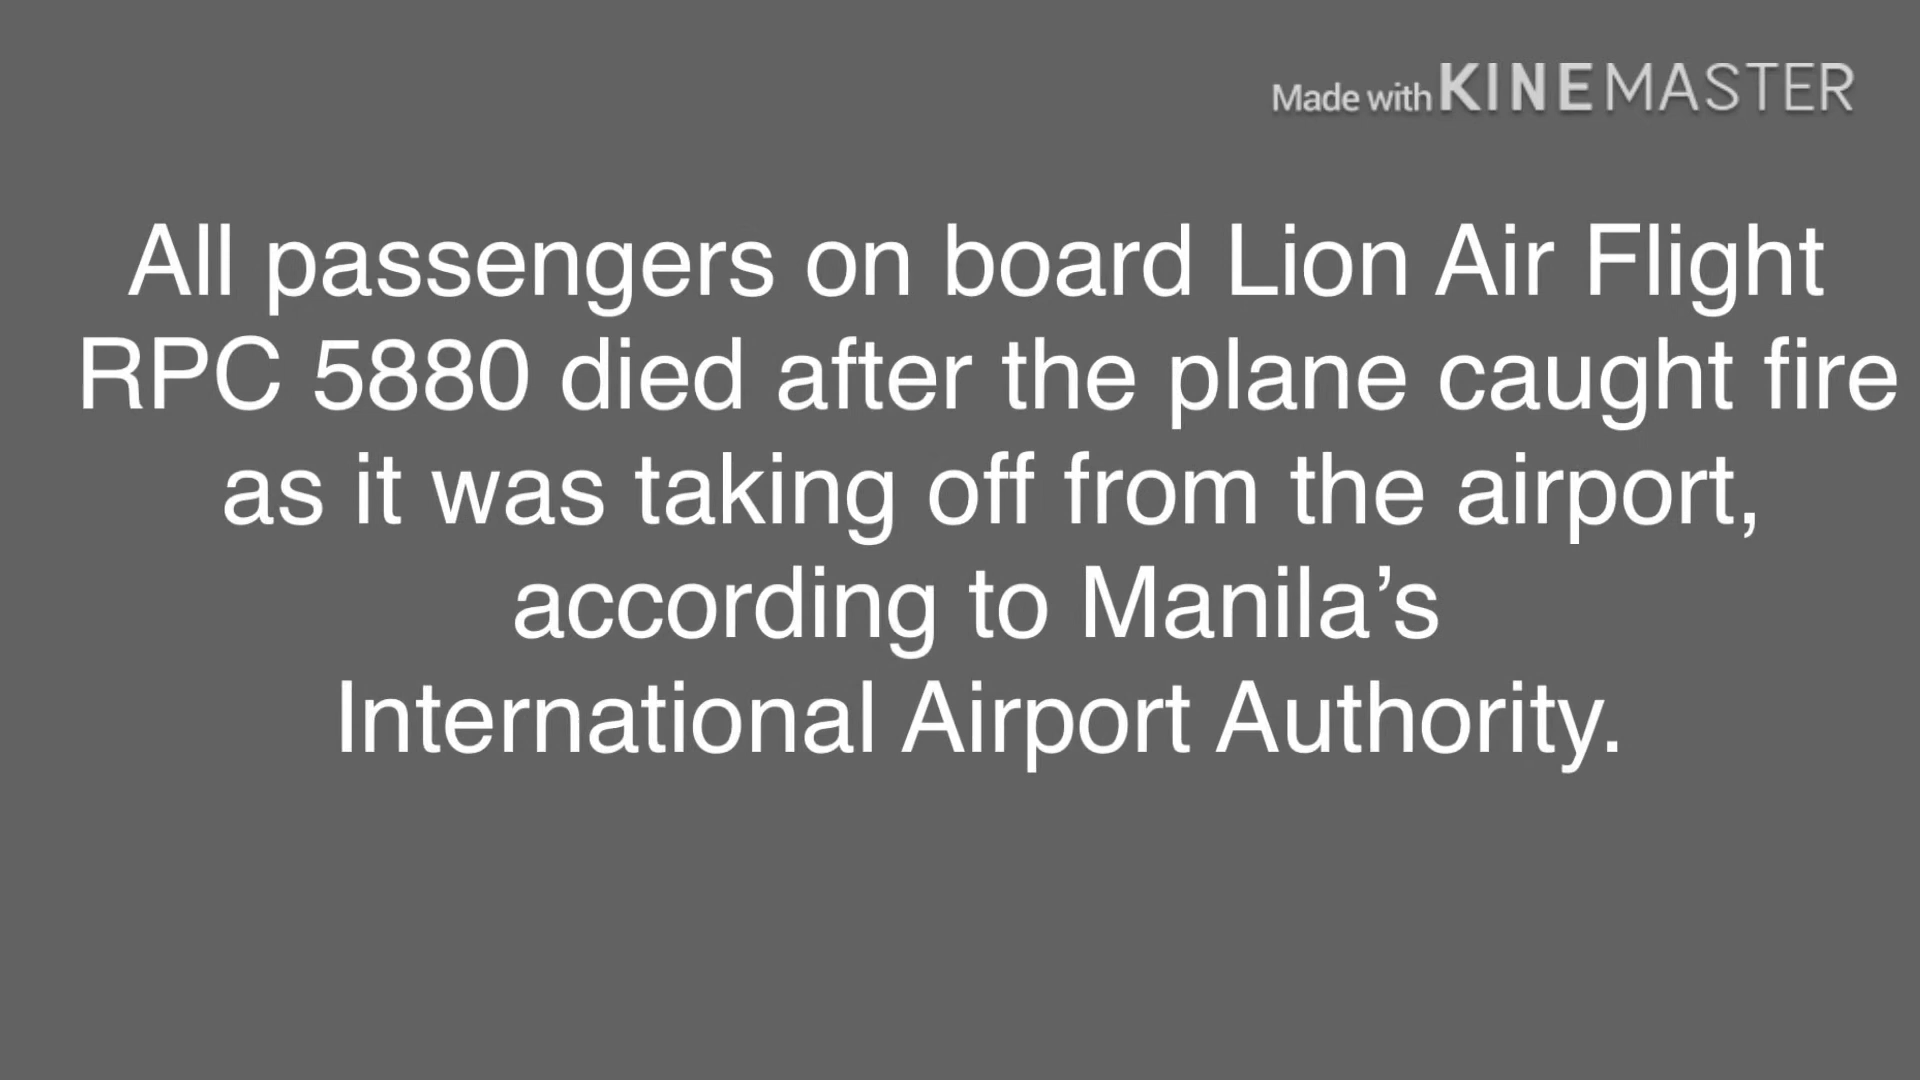 Made with KINEMASTER
All passengers on board Lion Air Flight
RPC 5880 died after the plane caught fire
as it was taking off from the airport,
according to Manila’s
International Airport Authority.